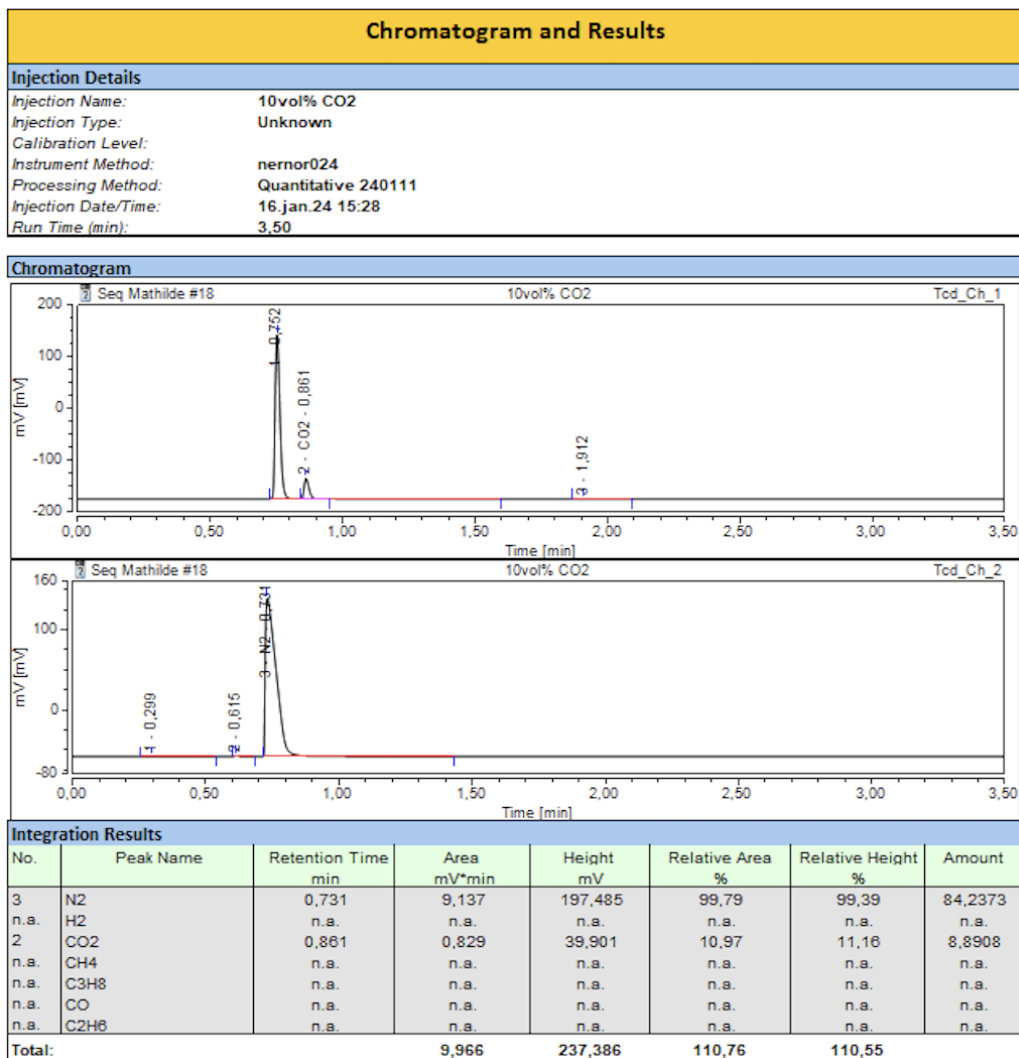 Chromatogram and Results
Injection Details
Injection Name: 10vol% CO2
Injection Type: Unknown
Calibration Level:
Instrument Method: nernor024
Processing Method: Quantitative 240111
Injection Date/Time: 16.jan.24 15:28
Run Time (min): 3,50
Chromatogram
Seq Mathilde #18 10vol% CO2 Tcd_Ch_1
mV [mV]
200
100
0
-100
-200
1 - 0,752
2 - CO2 - 0,861
3 - 1,912
0,00 0,50 1,00 1,50 2,00 2,50 3,00 3,50
Time [min]
Seq Mathilde #18 10vol% CO2 Tcd_Ch_2
mV [mV]
160
100
0
-80
1 - 0,299
2 - 0,615
3 - N2 - 0,731
0,00 0,50 1,00 1,50 2,00 2,50 3,00 3,50
Time [min]
Integration Results
No. Peak Name Retention Time Area Height Relative Area Relative Height Amount
min mV*min mV % %
3 N2 0,731 9,137 197,485 99,79 99,39 84,2373
n.a. H2 n.a. n.a. n.a. n.a. n.a. n.a.
2 CO2 0,861 0,829 39,901 10,97 11,16 8,8908
n.a. CH4 n.a. n.a. n.a. n.a. n.a. n.a.
n.a. C3H8 n.a. n.a. n.a. n.a. n.a. n.a.
n.a. CO n.a. n.a. n.a. n.a. n.a. n.a.
n.a. C2H6 n.a. n.a. n.a. n.a. n.a. n.a.
Total: 9,966 237,386 110,76 110,55